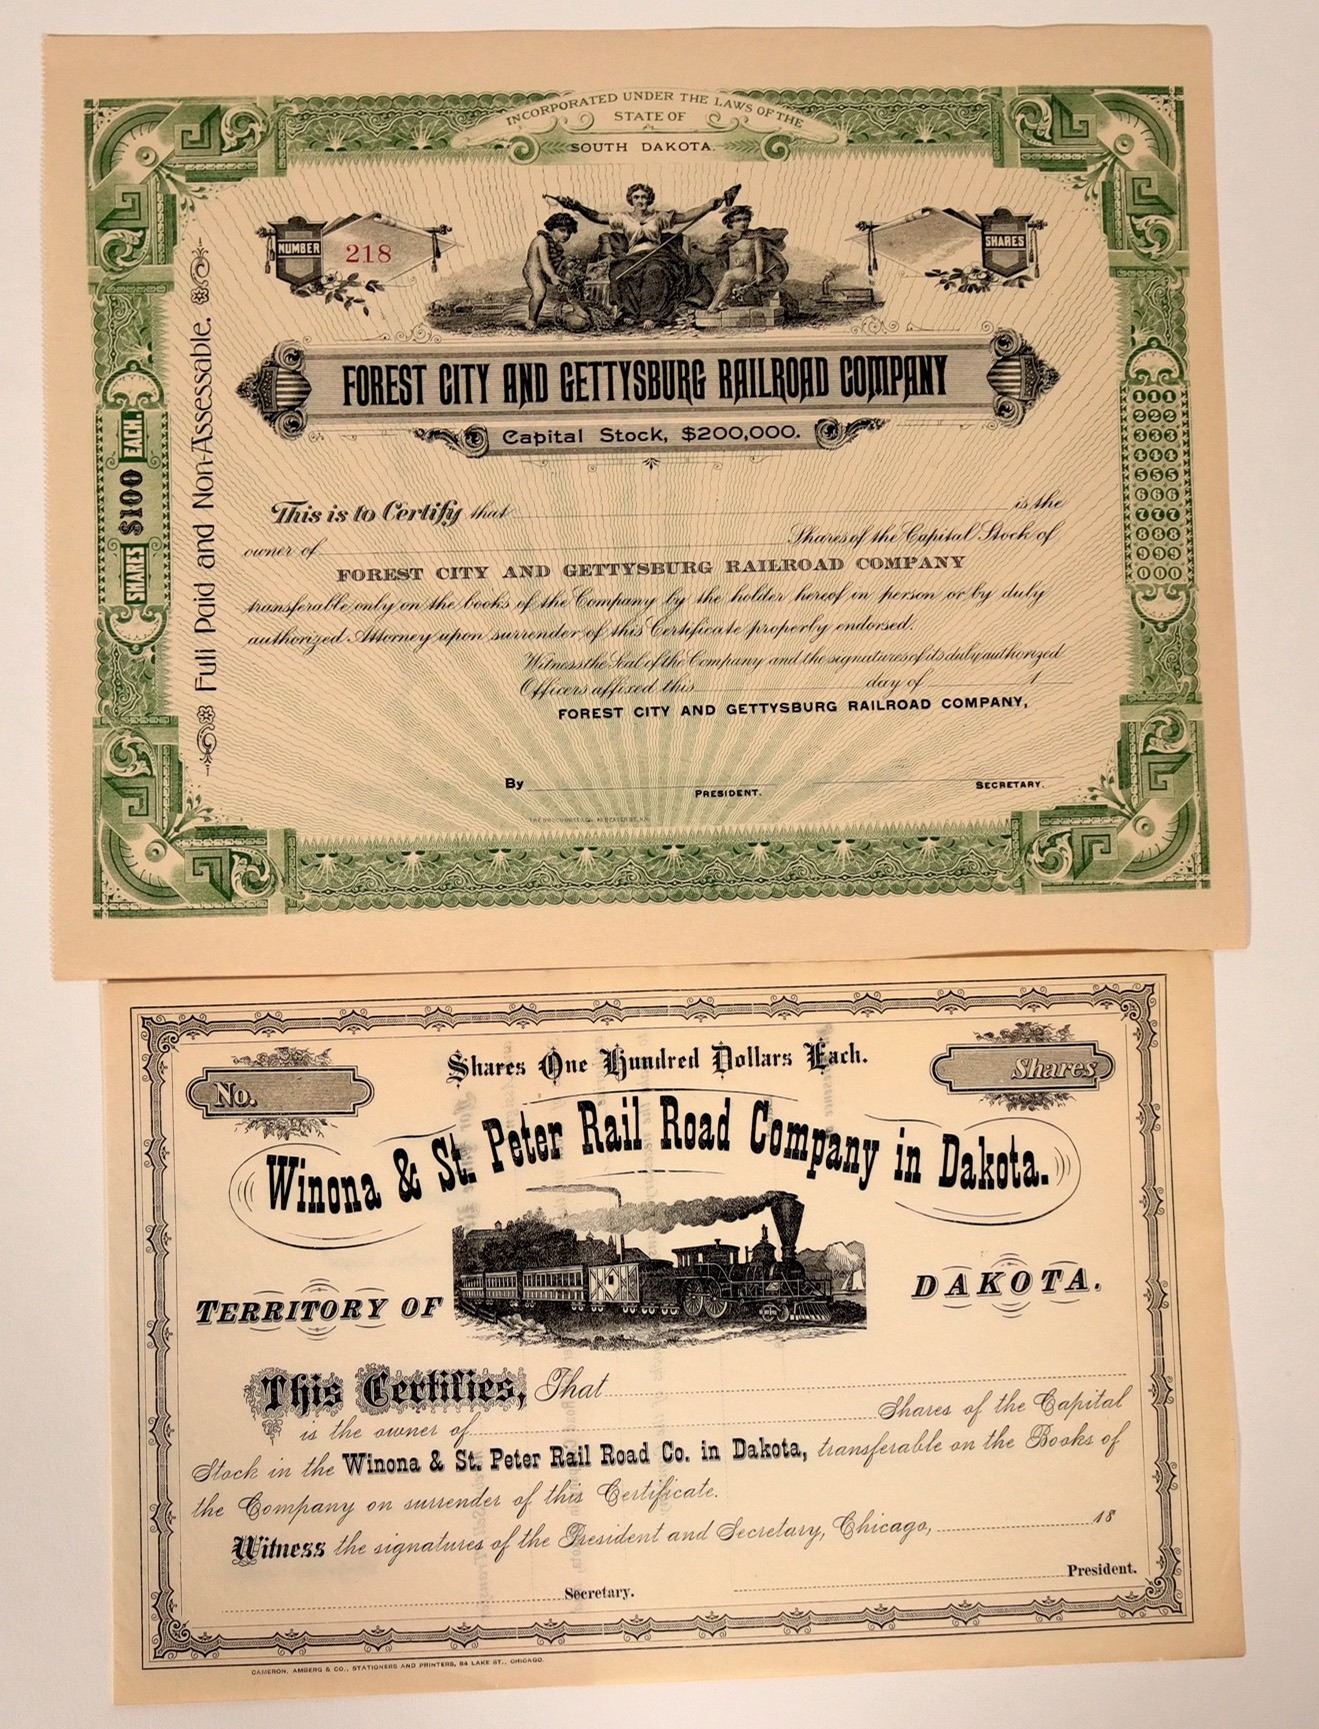 INCORPORATED UNDER THE LAWS OF THE
STATE OF
SOUTH DAKOTA.
NUMBER 218
SHARES
FOREST CITY AND GETTYSBURG RAILROAD COMPANY
Capital Stock, $200,000.
SHARES $100 EACH.
Full Paid and Non-Assessable.
111
222
333
444
555
666
777
888
999
000
This is to Certify that is the
owner of Shares of the Capital Stock of
FOREST CITY AND GETTYSBURG RAILROAD COMPANY
transferable only on the books of the Company by the holder hereof in person or by duly
authorized Attorney upon surrender of this Certificate properly endorsed.
Witness the Seal of the Company and the signatures of its duly authorized
Officers affixed this day of 1
FOREST CITY AND GETTYSBURG RAILROAD COMPANY,
By PRESIDENT. SECRETARY.
No.
Shares One Hundred Dollars Each.
Shares
Winona & St. Peter Rail Road Company in Dakota.
TERRITORY OF DAKOTA.
This Certifies, That
is the owner of Shares of the Capital
Stock in the Winona & St. Peter Rail Road Co. in Dakota, transferable on the Books of
the Company on surrender of this Certificate.
Witness the signatures of the President and Secretary, Chicago, 18
President.
Secretary.
CAMERON, AMBERG & CO., STATIONERS AND PRINTERS, 84 LAKE ST., CHICAGO.